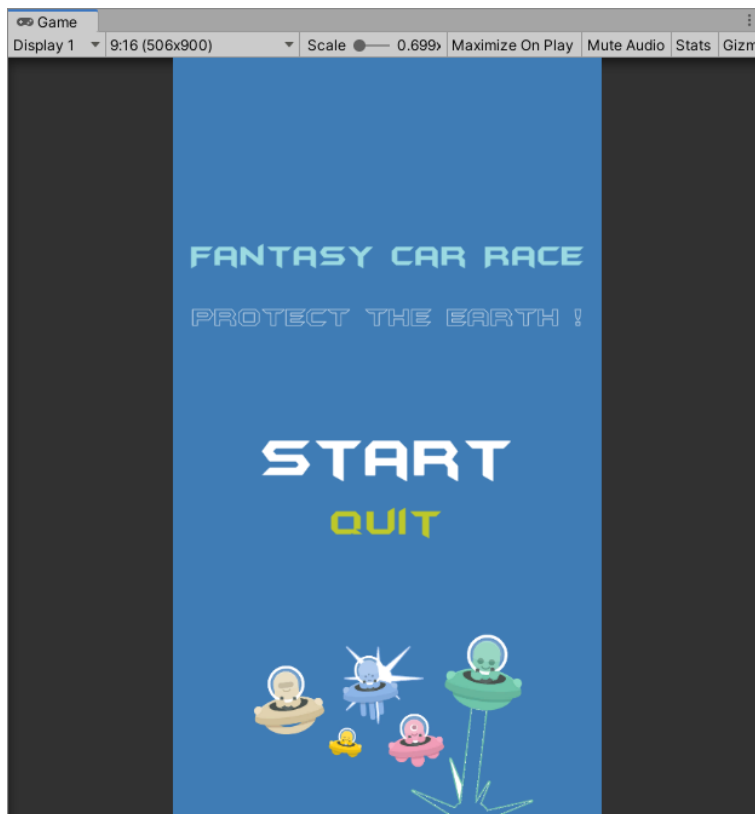 Game
Display 1 9:16 (506x900) Scale 0.699x Maximize On Play Mute Audio Stats
FANTASY CAR RACE
PROTECT THE EARTH !
START
QUIT